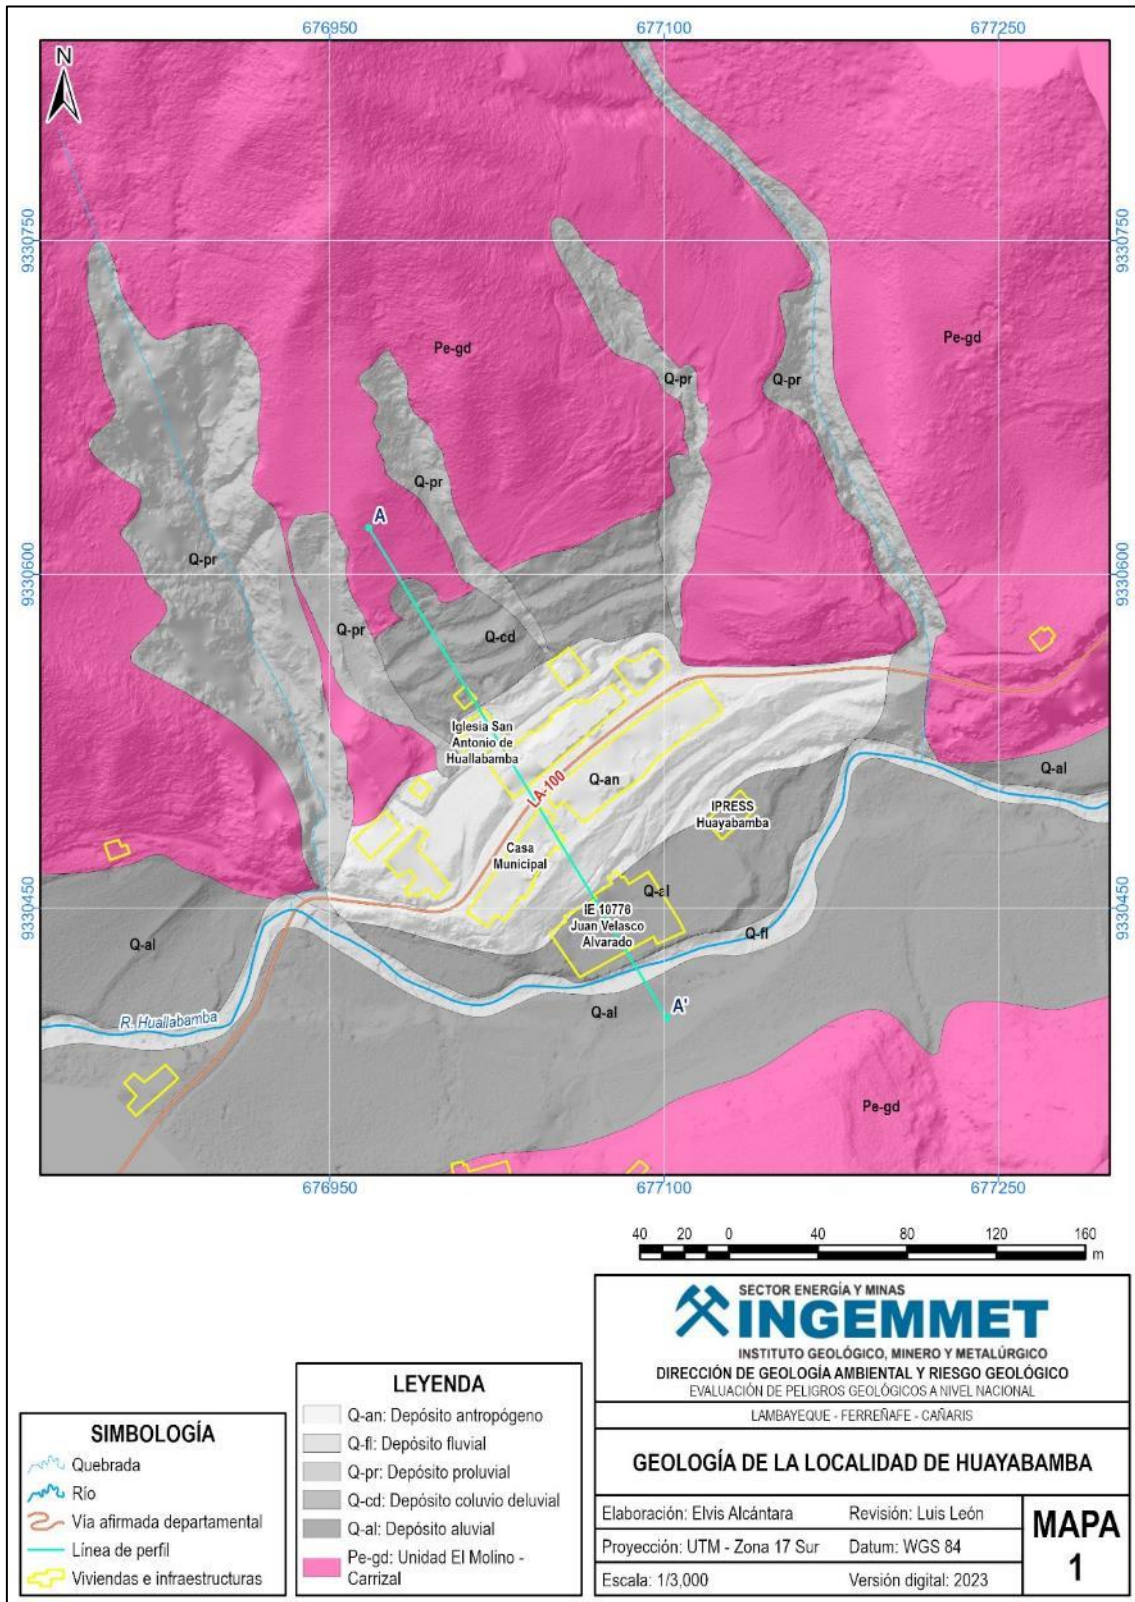 676950
677100
677250
N
9330750
9330750
Pe-gd
Pe-gd
Q-pr
Q-pr
Q-pr
A
Q-pr
9330600
9330600
Q-pr
Q-cd
Iglesia San
Antonio de
Huallabamba
Q-al
LA-100
Q-an
IPRESS
Huayabamba
Casa
Municipal
Q-al
9330450
9330450
IE 10776
Juan Velasco
Alvarado
Q-al
Q-fl
R. Huallabamba
Q-al
A'
Pe-gd
676950
677100
677250
40 20 0 40 80 120 160
m
SECTOR ENERGÍA Y MINAS
INGEMMET
INSTITUTO GEOLÓGICO, MINERO Y METALÚRGICO
DIRECCIÓN DE GEOLOGÍA AMBIENTAL Y RIESGO GEOLÓGICO
EVALUACIÓN DE PELIGROS GEOLÓGICOS A NIVEL NACIONAL
LAMBAYEQUE - FERREÑAFE - CAÑARIS
GEOLOGÍA DE LA LOCALIDAD DE HUAYABAMBA
Elaboración: Elvis Alcántara
Revisión: Luis León
Proyección: UTM - Zona 17 Sur
Datum: WGS 84
Escala: 1/3,000
Versión digital: 2023
MAPA
1
LEYENDA
Q-an: Depósito antropógeno
Q-fl: Depósito fluvial
Q-pr: Depósito proluvial
Q-cd: Depósito coluvio deluvial
Q-al: Depósito aluvial
Pe-gd: Unidad El Molino -
Carrizal
SIMBOLOGÍA
Quebrada
Río
Vía afirmada departamental
Línea de perfil
Viviendas e infraestructuras